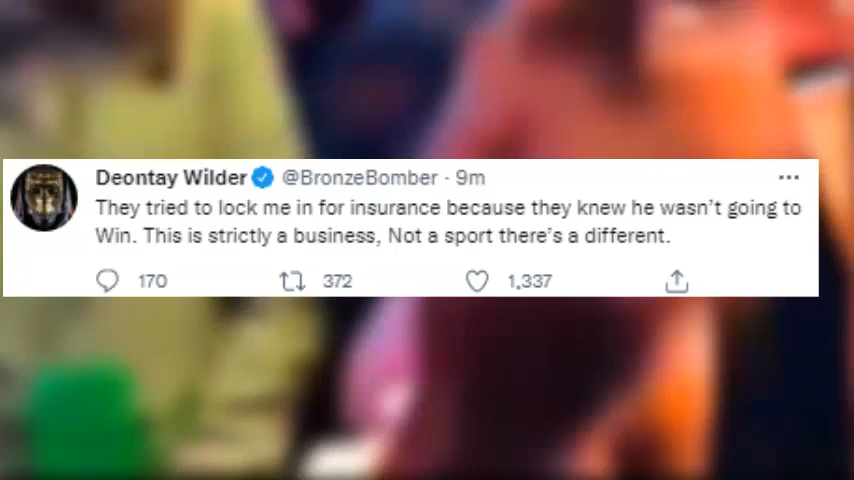 Deontay Wilder @BronzeBomber · 9m
They tried to lock me in for insurance because they knew he wasn't going to
Win. This is strictly a business, Not a sport there's a different.
170 372 1,337